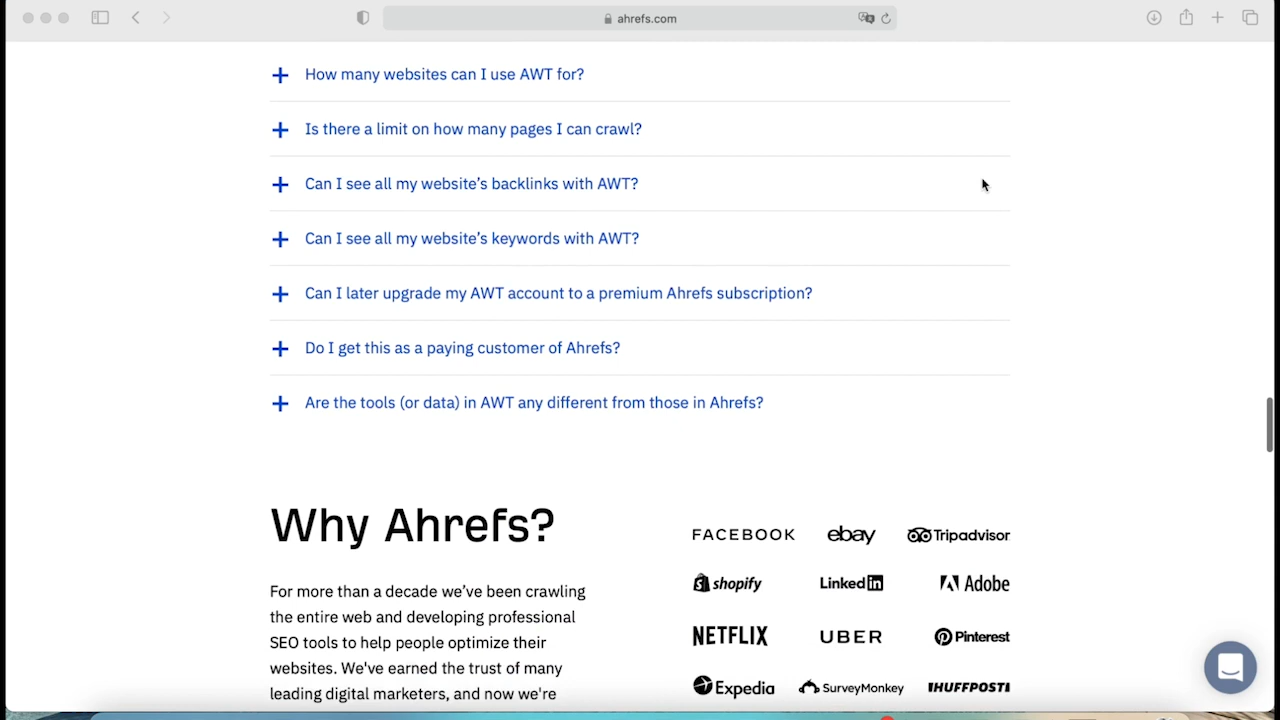 ahrefs.com
How many websites can I use AWT for?
Is there a limit on how many pages I can crawl?
Can I see all my website’s backlinks with AWT?
Can I see all my website’s keywords with AWT?
Can I later upgrade my AWT account to a premium Ahrefs subscription?
Do I get this as a paying customer of Ahrefs?
Are the tools (or data) in AWT any different from those in Ahrefs?
Why Ahrefs?
For more than a decade we’ve been crawling
the entire web and developing professional
SEO tools to help people optimize their
websites. We've earned the trust of many
leading digital marketers, and now we're
FACEBOOK ebay Tripadvisor
shopify Linked in Adobe
NETFLIX UBER Pinterest
Expedia SurveyMonkey HUFFPOST